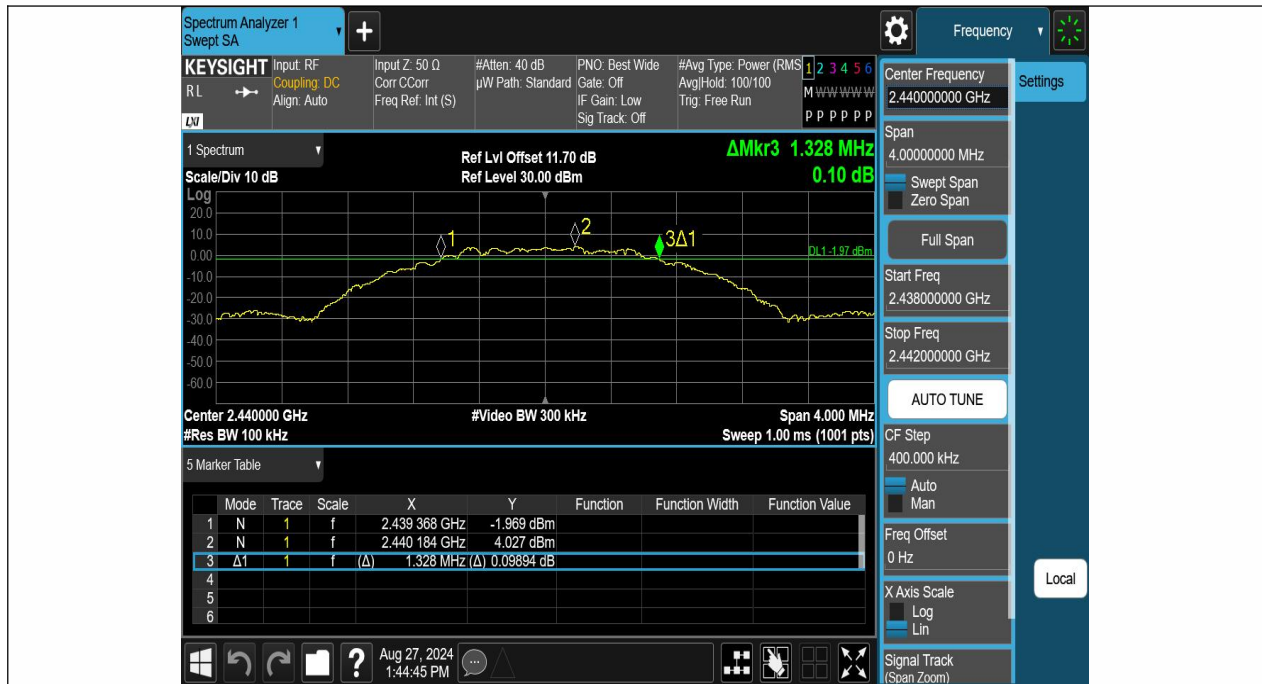 Spectrum Analyzer 1
Swept SA
+
Frequency
KEYSIGHT
RL
LXI
Input: RF
Coupling: DC
Align: Auto
Input Z: 50 Ω
Corr CCorr
Freq Ref: Int (S)
#Atten: 40 dB
µW Path: Standard
PNO: Best Wide
Gate: Off
IF Gain: Low
Sig Track: Off
#Avg Type: Power (RMS
Avg|Hold: 100/100
Trig: Free Run
1 2 3 4 5 6
M W W W W W
P P P P P P
1 Spectrum
Scale/Div 10 dB
Ref Lvl Offset 11.70 dB
Ref Level 30.00 dBm
ΔMkr3 1.328 MHz
0.10 dB
Log
20.0
10.0
0.00
-10.0
-20.0
-30.0
-40.0
-50.0
-60.0
1
2
3Δ1
DL1 -1.97 dBm
Center 2.440000 GHz
#Video BW 300 kHz
Span 4.000 MHz
#Res BW 100 kHz
Sweep 1.00 ms (1001 pts)
5 Marker Table
Mode Trace Scale X Y Function Function Width Function Value
1 N 1 f 2.439 368 GHz -1.969 dBm
2 N 1 f 2.440 184 GHz 4.027 dBm
3 Δ1 1 f (Δ) 1.328 MHz (Δ) 0.09894 dB
4
5
6
?
Aug 27, 2024
1:44:45 PM
Center Frequency
2.440000000 GHz
Span
4.00000000 MHz
Swept Span
Zero Span
Full Span
Start Freq
2.438000000 GHz
Stop Freq
2.442000000 GHz
AUTO TUNE
CF Step
400.000 kHz
Auto
Man
Freq Offset
0 Hz
X Axis Scale
Log
Lin
Signal Track
(Span Zoom)
Settings
Local